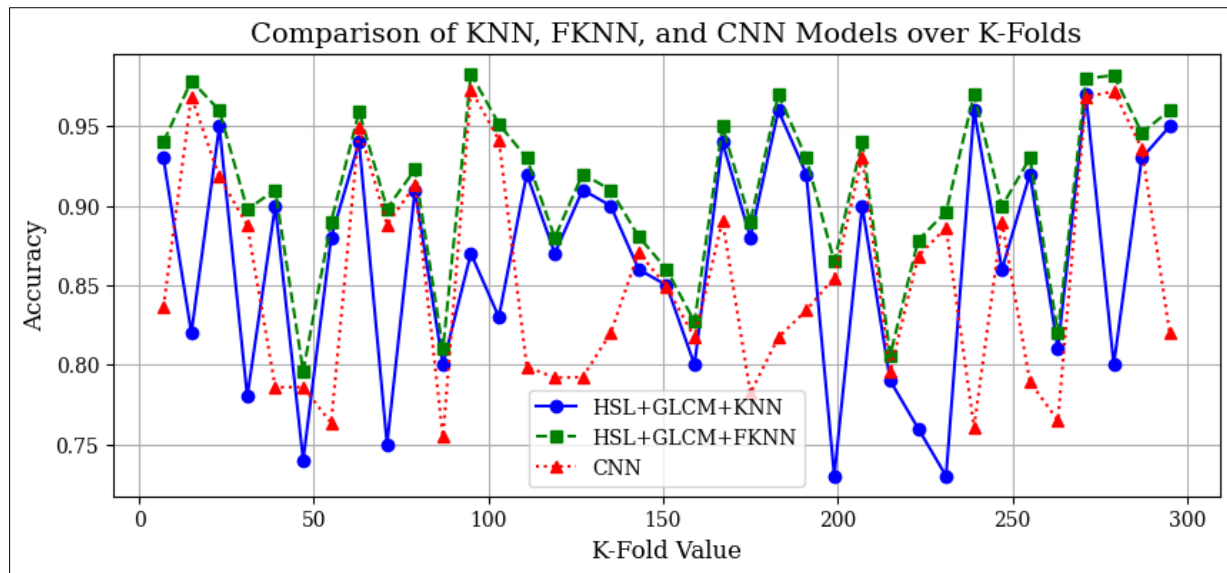 Comparison of KNN, FKNN, and CNN Models over K-Folds
Accuracy
0.95
0.90
0.85
0.80
0.75
HSL+GLCM+KNN
HSL+GLCM+FKNN
CNN
0 50 100 150 200 250 300
K-Fold Value